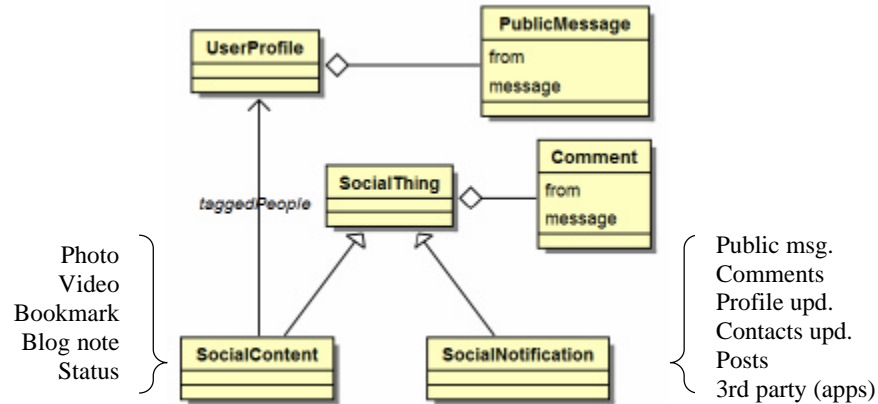 UserProfile
PublicMessage
from
message
taggedPeople
SocialThing
Comment
from
message
Photo
Video
Bookmark
Blog note
Status
SocialContent
SocialNotification
Public msg.
Comments
Profile upd.
Contacts upd.
Posts
3rd party (apps)